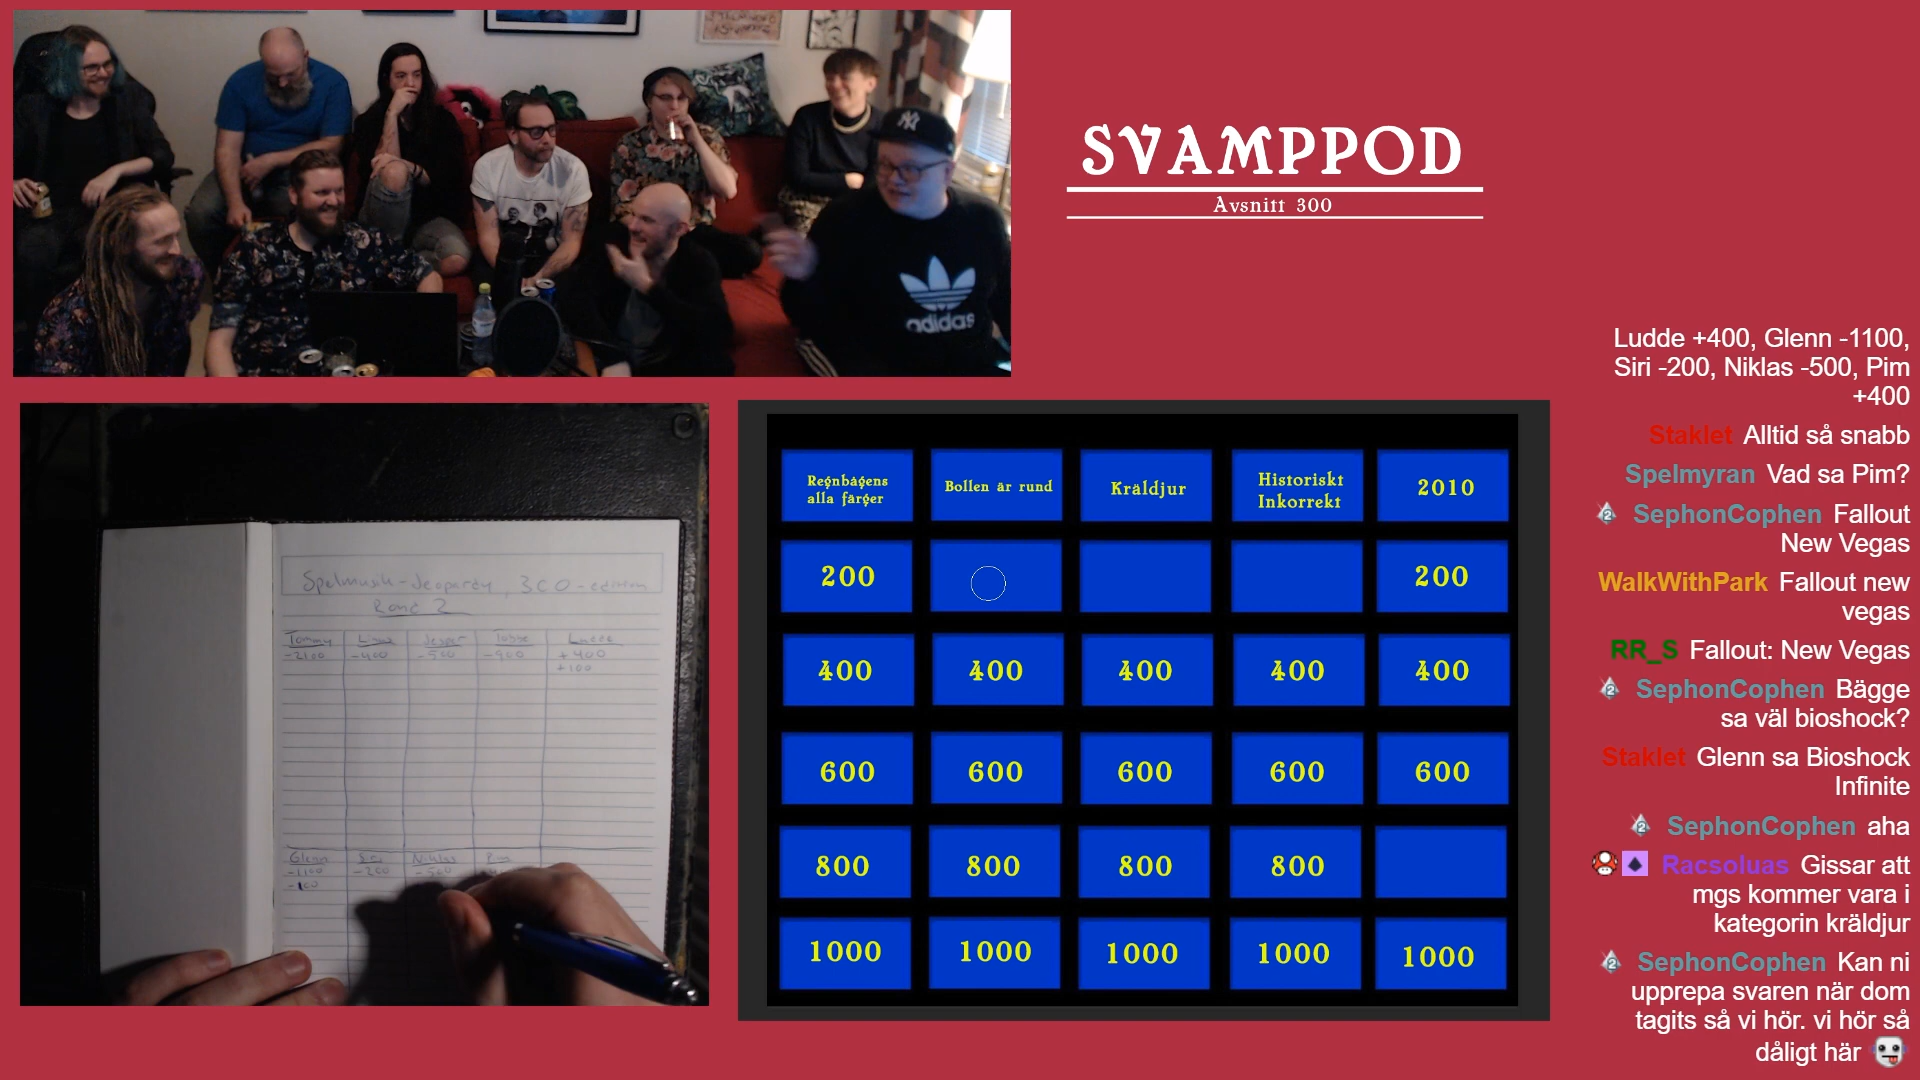 SVAMPPOD
Avsnitt 300
adidas
Spelmusik-Jeopardy, 300-edition
Rond 2
Tommy Linus Jesper Tobbe Ludde
-2100 -400 -500 -900 +400
+100
Glenn Siri Niklas Pim
-1100 -200 -500
-100
Regnbågens alla färger
Bollen är rund
Kräldjur
Historiskt Inkorrekt
2010
200 200
400 400 400 400 400
600 600 600 600 600
800 800 800 800
1000 1000 1000 1000 1000
Ludde +400, Glenn -1100,
Siri -200, Niklas -500, Pim
+400
Staklet Alltid så snabb
Spelmyran Vad sa Pim?
SephonCophen Fallout
New Vegas
WalkWithPark Fallout new
vegas
RR_S Fallout: New Vegas
SephonCophen Bägge
sa väl bioshock?
Staklet Glenn sa Bioshock
Infinite
SephonCophen aha
Racsoluas Gissar att
mgs kommer vara i
kategorin kräldjur
SephonCophen Kan ni
upprepa svaren när dom
tagits så vi hör. vi hör så
dåligt här